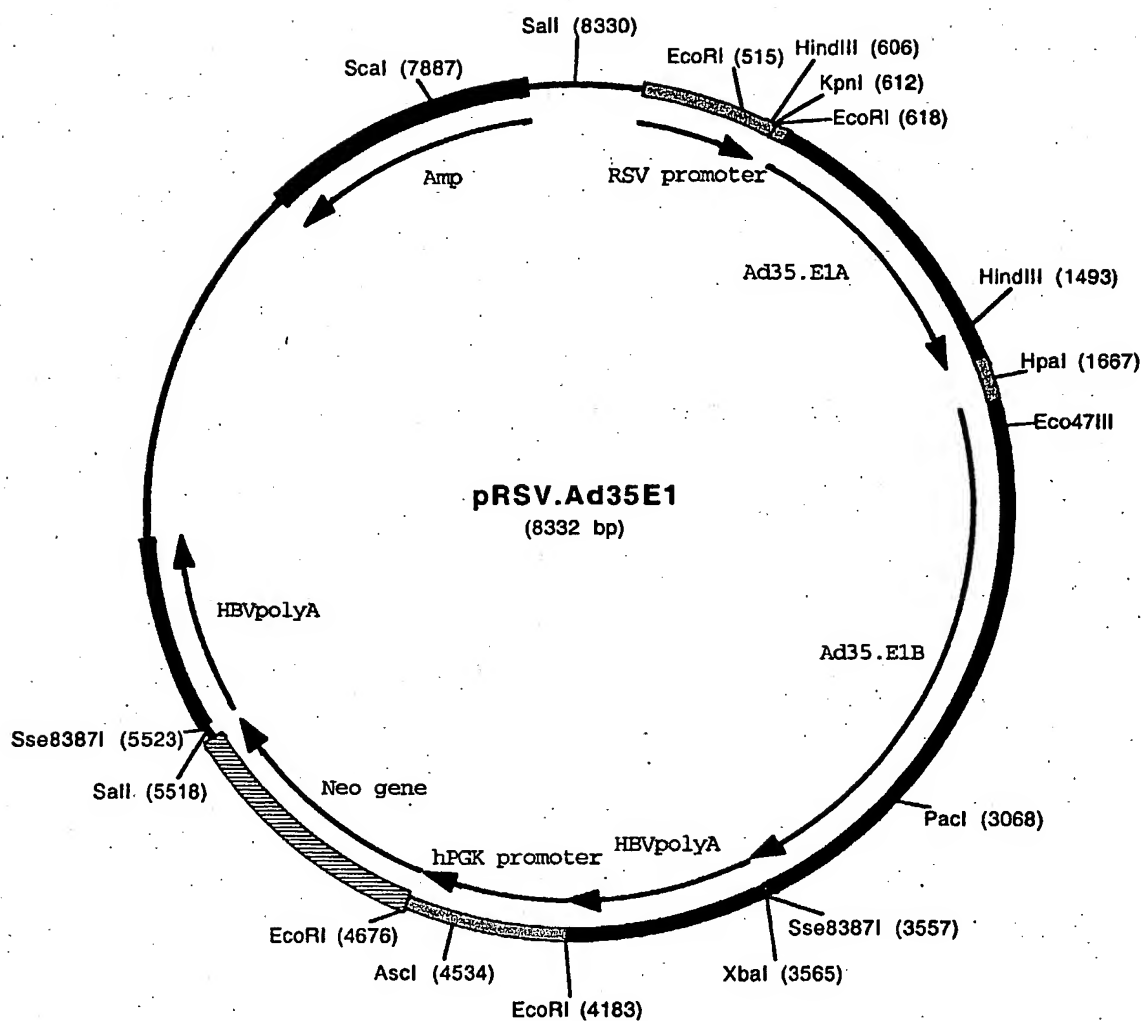 SalI (8330)
EcoRI (515)
HindIII (606)
KpnI (612)
EcoRI (618)
ScaI (7887)
Amp
RSV promoter
Ad35.E1A
HindIII (1493)
HpaI (1667)
Eco47III
pRSV.Ad35E1
(8332 bp)
HBVpolyA
Ad35.E1B
Sse8387I (5523)
SalI (5518)
Neo gene
PacI (3068)
hPGK promoter
HBVpolyA
EcoRI (4676)
Sse8387I (3557)
AscI (4534)
XbaI (3565)
EcoRI (4183)